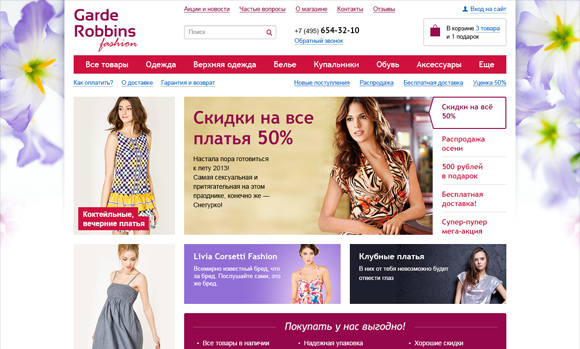 Garde
Robbins
fashion
Акции и новости Частые вопросы О магазине Контакты Отзывы
Вход на сайт
Поиск
+7 (495) 654-32-10
Обратный звонок
В корзине 3 товара
и 1 подарок
Все товары Одежда Верхняя одежда Белье Купальники Обувь Аксессуары Еще
Как оплатить? О доставке Гарантия и возврат
Новые поступления Распродажа Бесплатная доставка Уценка 50%
Коктейльные,
вечерние платья
Скидки на все
платья 50%
Настала пора готовиться
к лету 2013!
Самая сексуальная и
притягательная на этом
празднике, конечно же —
Снегурко!
Скидки на всё
50%
Распродажа
осени
500 рублей
в подарок
Бесплатная
доставка!
Супер-пупер
мега-акция
Livia Corsetti Fashion
Всемирно известный бред, что
за бред. Послушайте сами, это
же бред.
Клубные платья
В них от тебя невозможно будет
отвести глаз
Покупать у нас выгодно!
• Все товары в наличии
• Надежная упаковка
• Хорошие скидки